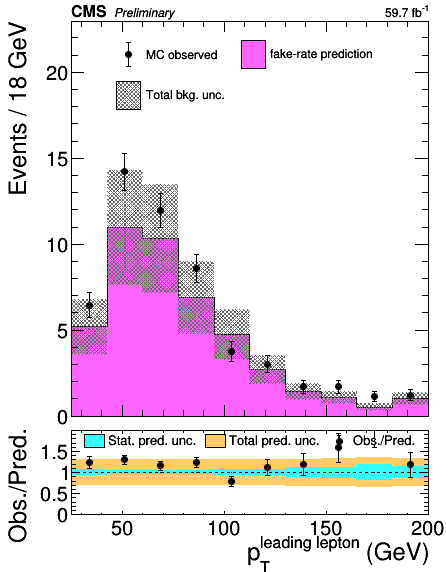 CMS Preliminary 59.7 fb⁻¹
Events / 18 GeV
MC observed fake-rate prediction
Total bkg. unc.
20
15
10
5
0
Obs./Pred.
Stat. pred. unc. Total pred. unc. Obs./Pred.
1.5
1
0.5
0
50 100 150 200
p_T^leading lepton (GeV)